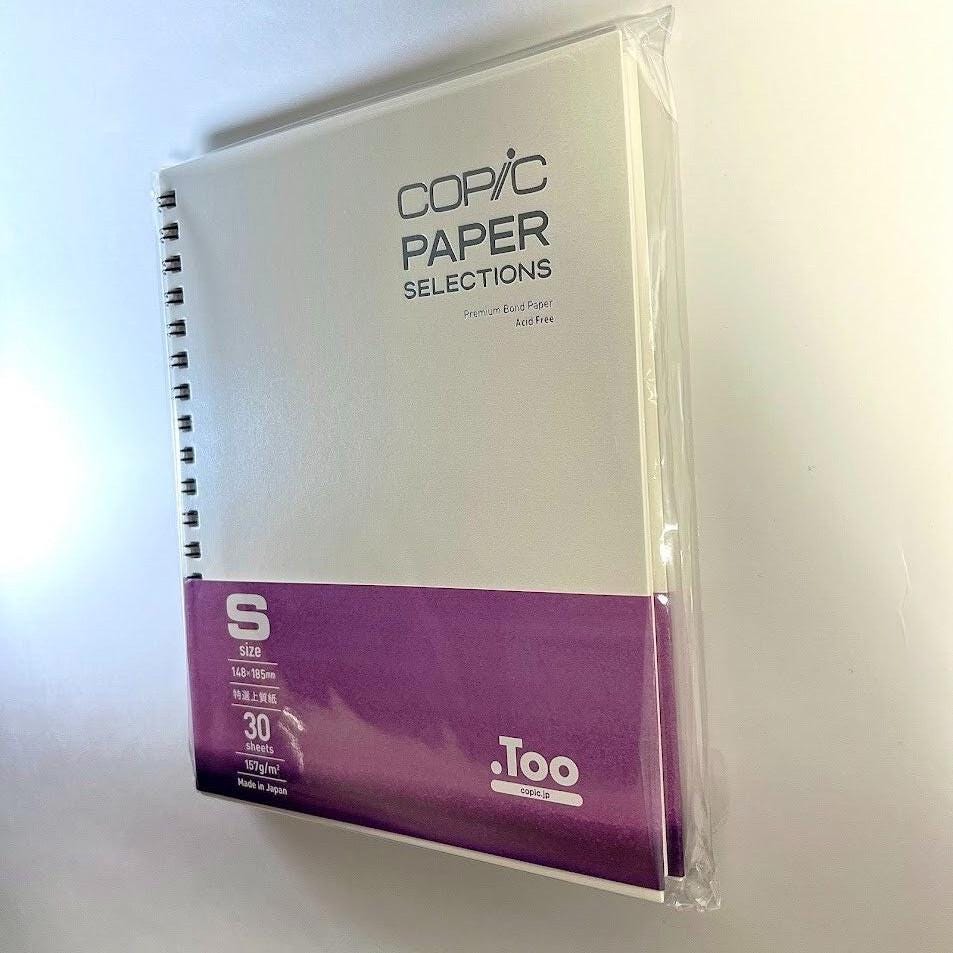 COPIC
PAPER
SELECTIONS
Premium Bond Paper
Acid Free
S
size
148×185mm
特選上質紙
30
sheets
157g/m²
Made in Japan
.Too
copic.jp